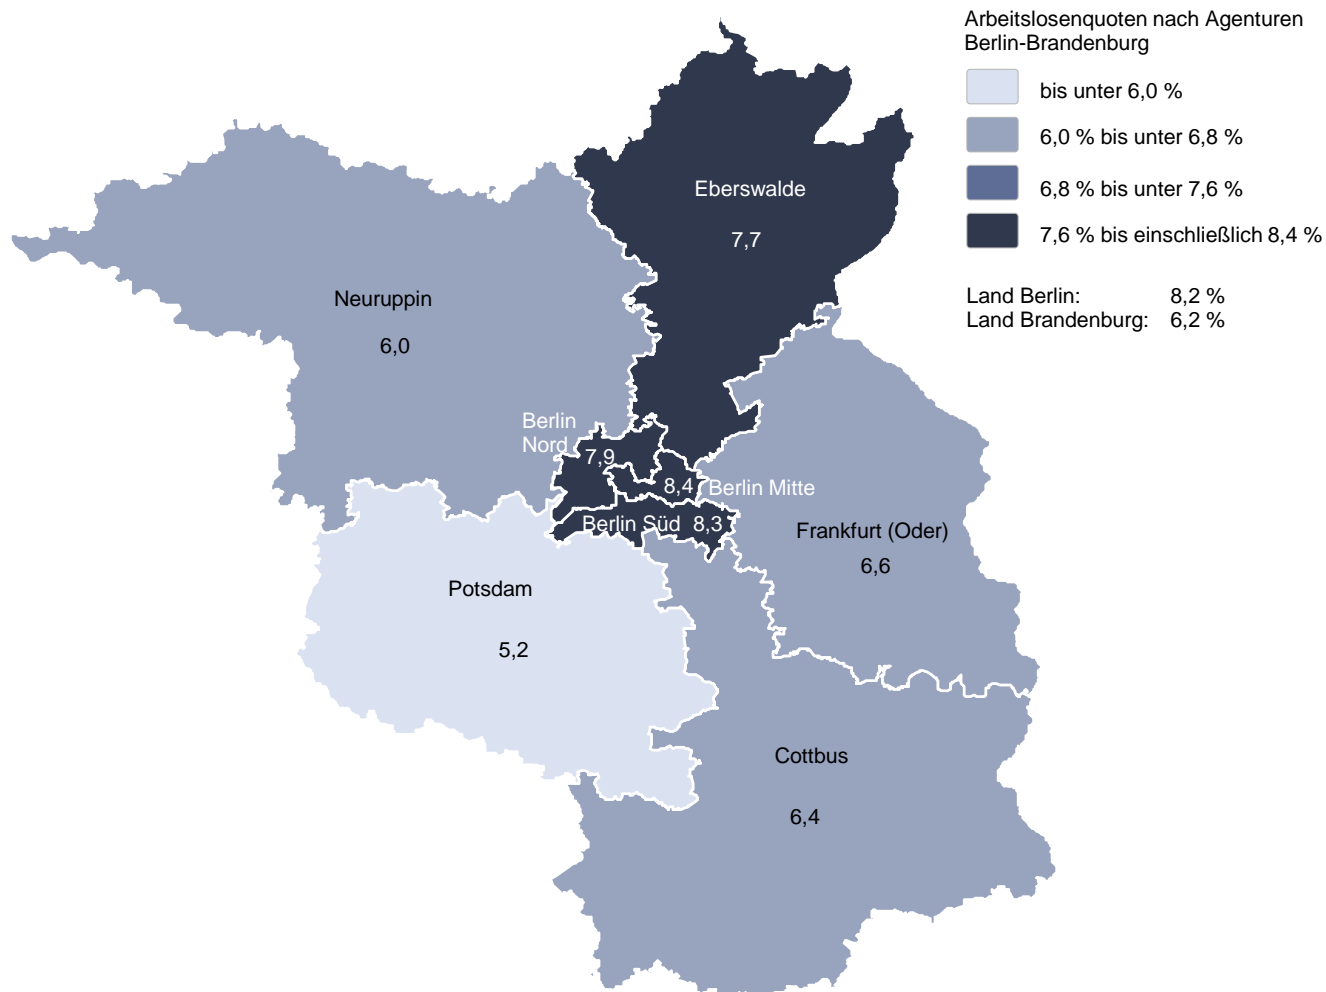 Arbeitslosenquoten nach Agenturen
Berlin-Brandenburg
bis unter 6,0 %
6,0 % bis unter 6,8 %
6,8 % bis unter 7,6 %
7,6 % bis einschließlich 8,4 %
Land Berlin: 8,2 %
Land Brandenburg: 6,2 %
Eberswalde
7,7
Neuruppin
6,0
Berlin
Nord
7,9
8,4 Berlin Mitte
Berlin Süd 8,3
Frankfurt (Oder)
6,6
Potsdam
5,2
Cottbus
6,4